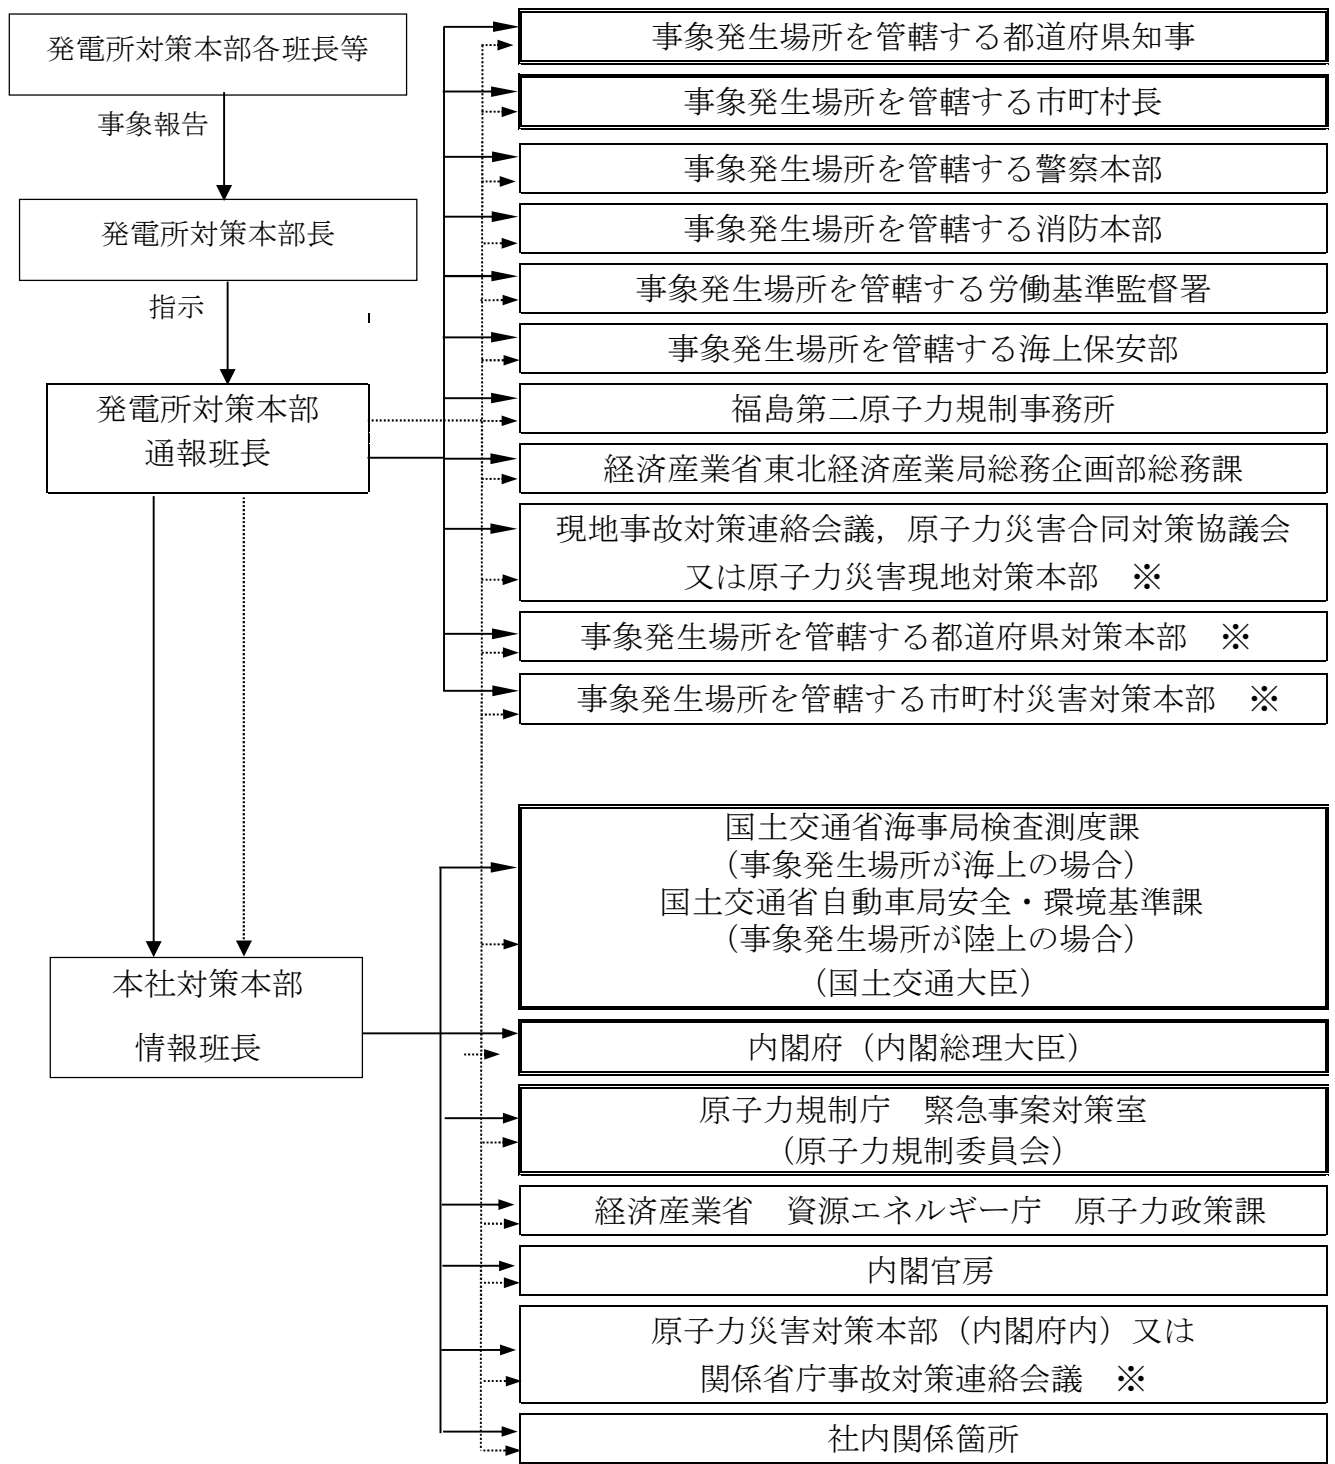 発電所対策本部各班長等
事象報告
発電所対策本部長
指示
発電所対策本部
通報班長
本社対策本部
情報班長
事象発生場所を管轄する都道府県知事
事象発生場所を管轄する市町村長
事象発生場所を管轄する警察本部
事象発生場所を管轄する消防本部
事象発生場所を管轄する労働基準監督署
事象発生場所を管轄する海上保安部
福島第二原子力規制事務所
経済産業省東北経済産業局総務企画部総務課
現地事故対策連絡会議，原子力災害合同対策協議会
又は原子力災害現地対策本部　※
事象発生場所を管轄する都道府県対策本部　※
事象発生場所を管轄する市町村災害対策本部　※
国土交通省海事局検査測度課
（事象発生場所が海上の場合）
国土交通省自動車局安全・環境基準課
（事象発生場所が陸上の場合）
（国土交通大臣）
内閣府（内閣総理大臣）
原子力規制庁　緊急事案対策室
（原子力規制委員会）
経済産業省　資源エネルギー庁　原子力政策課
内閣官房
原子力災害対策本部（内閣府内）又は
関係省庁事故対策連絡会議　※
社内関係箇所